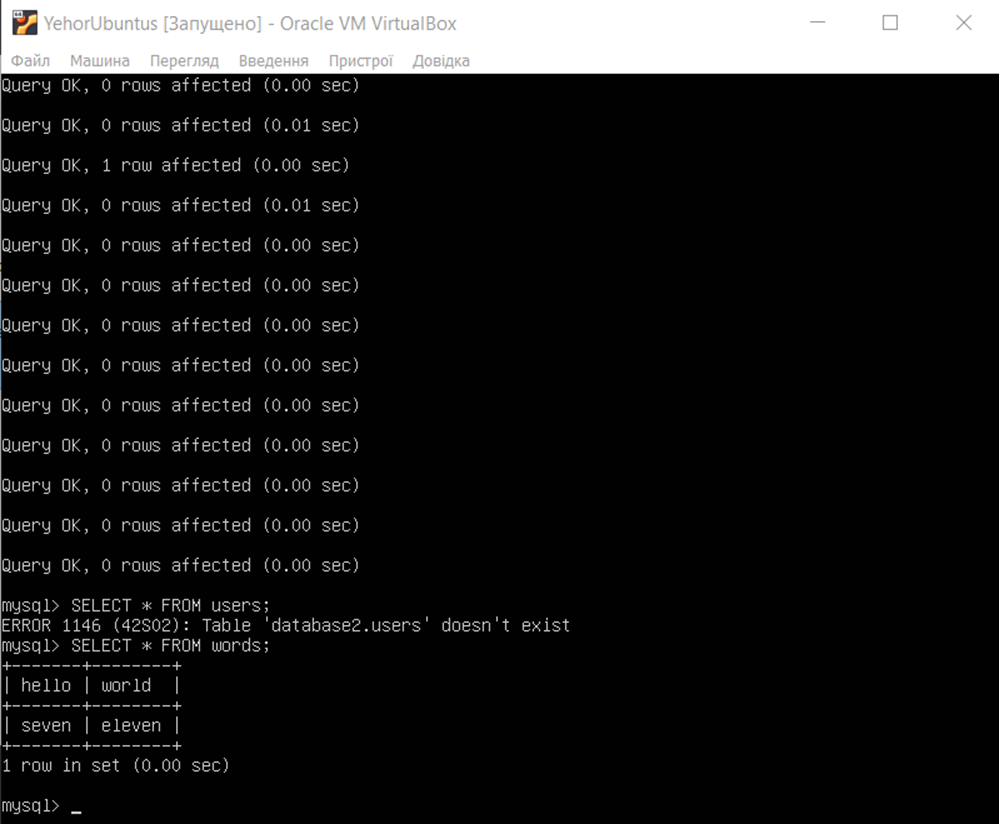 YehorUbuntus [Запущено] - Oracle VM VirtualBox
Файл Машина Перегляд Введення Пристрої Довідка
Query OK, 0 rows affected (0.00 sec)
Query OK, 0 rows affected (0.01 sec)
Query OK, 1 row affected (0.00 sec)
Query OK, 0 rows affected (0.01 sec)
Query OK, 0 rows affected (0.00 sec)
Query OK, 0 rows affected (0.00 sec)
Query OK, 0 rows affected (0.00 sec)
Query OK, 0 rows affected (0.00 sec)
Query OK, 0 rows affected (0.00 sec)
Query OK, 0 rows affected (0.00 sec)
Query OK, 0 rows affected (0.00 sec)
Query OK, 0 rows affected (0.00 sec)
Query OK, 0 rows affected (0.00 sec)
mysql> SELECT * FROM users;
ERROR 1146 (42S02): Table 'database2.users' doesn't exist
mysql> SELECT * FROM words;
+-------+--------+
| hello | world  |
+-------+--------+
| seven | eleven |
+-------+--------+
1 row in set (0.00 sec)
mysql> _